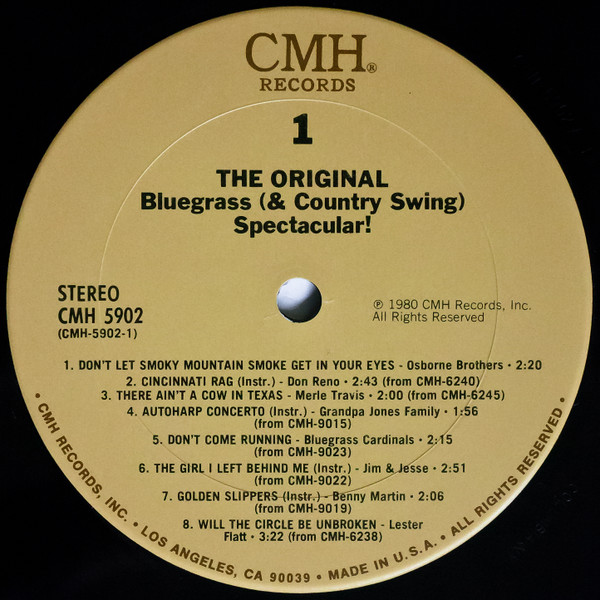 CMH®
RECORDS
1
THE ORIGINAL
Bluegrass (& Country Swing)
Spectacular!
STEREO
CMH 5902
(CMH-5902-1)
℗ 1980 CMH Records, Inc.
All Rights Reserved
1. DON'T LET SMOKY MOUNTAIN SMOKE GET IN YOUR EYES - Osborne Brothers • 2:20
2. CINCINNATI RAG (Instr.) - Don Reno • 2:43 (from CMH-6240)
3. THERE AIN'T A COW IN TEXAS - Merle Travis • 2:00 (from CMH-6245)
4. AUTOHARP CONCERTO (Instr.) - Grandpa Jones Family • 1:56
(from CMH-9015)
5. DON'T COME RUNNING - Bluegrass Cardinals • 2:15
(from CMH-9023)
6. THE GIRL I LEFT BEHIND ME (Instr.) - Jim & Jesse • 2:51
(from CMH-9022)
7. GOLDEN SLIPPERS (Instr.) - Benny Martin • 2:06
(from CMH-9019)
8. WILL THE CIRCLE BE UNBROKEN - Lester
Flatt • 3:22 (from CMH-6238)
• CMH RECORDS, INC. • LOS ANGELES, CA 90039 • MADE IN U.S.A. • ALL RIGHTS RESERVED •